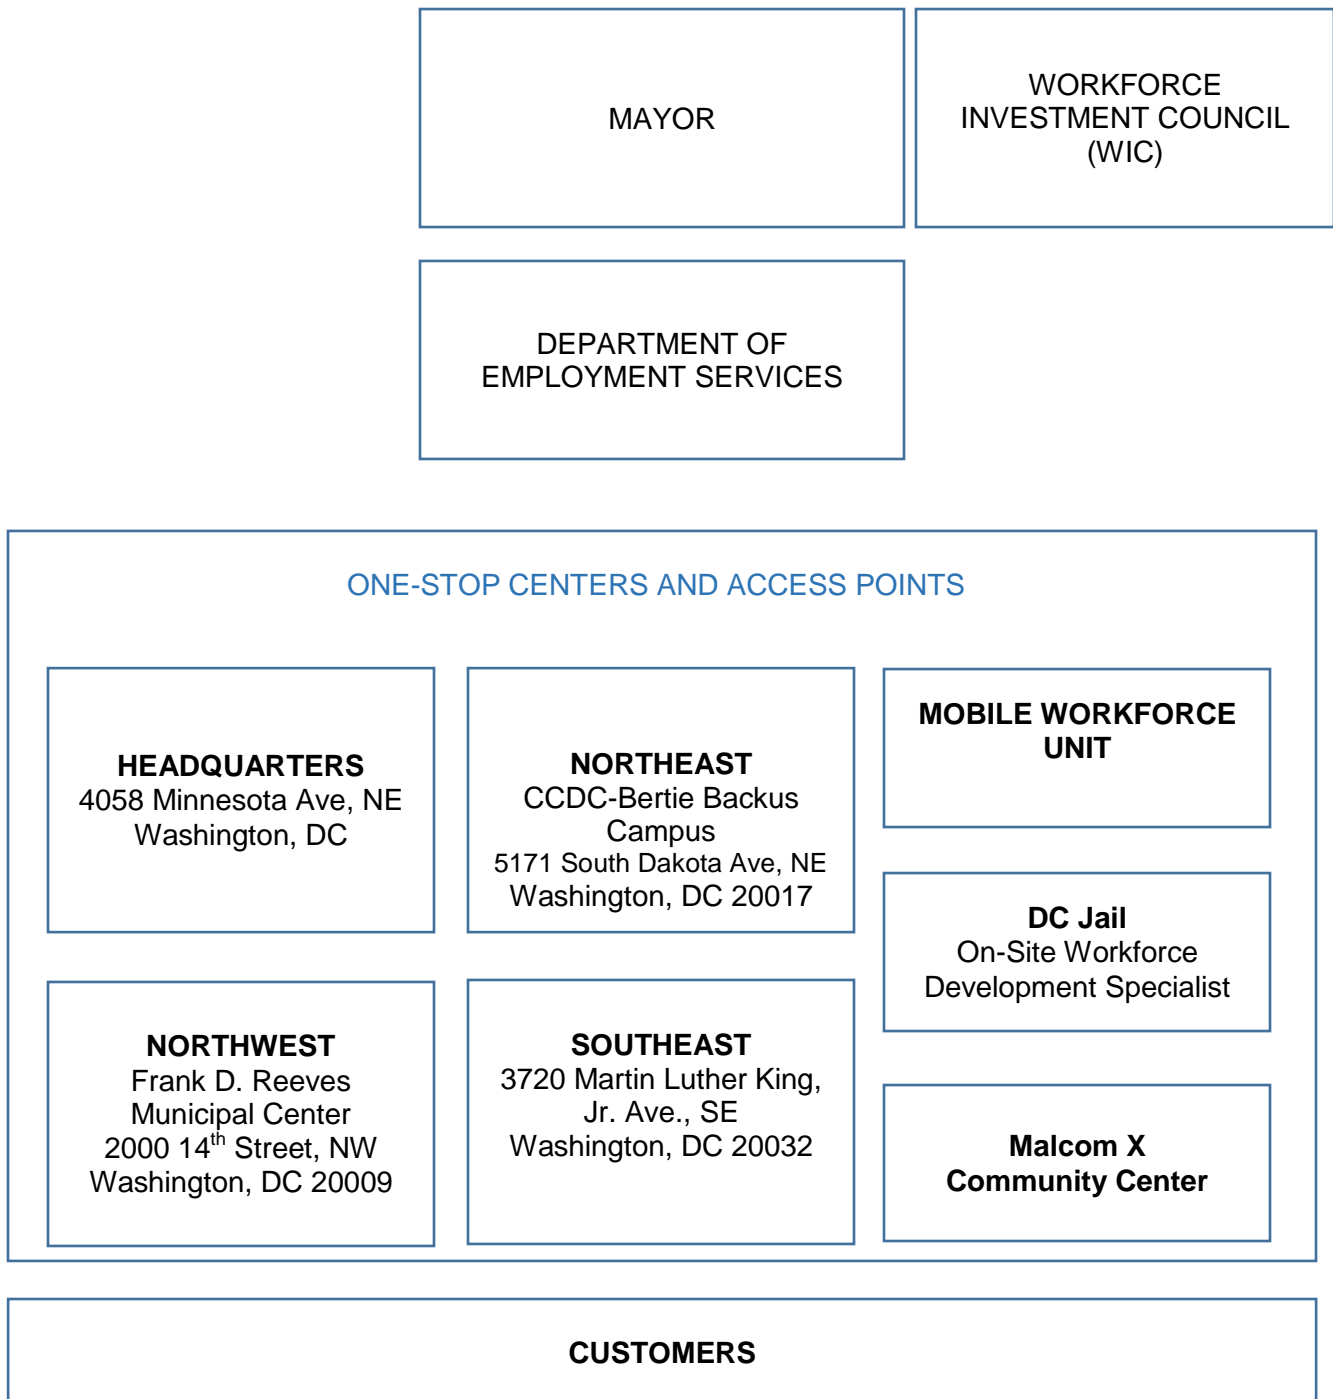 MAYOR
WORKFORCE
INVESTMENT COUNCIL
(WIC)
DEPARTMENT OF
EMPLOYMENT SERVICES
ONE-STOP CENTERS AND ACCESS POINTS
HEADQUARTERS
4058 Minnesota Ave, NE
Washington, DC
NORTHEAST
CCDC-Bertie Backus
Campus
5171 South Dakota Ave, NE
Washington, DC 20017
MOBILE WORKFORCE
UNIT
DC Jail
On-Site Workforce
Development Specialist
NORTHWEST
Frank D. Reeves
Municipal Center
2000 14th Street, NW
Washington, DC 20009
SOUTHEAST
3720 Martin Luther King,
Jr. Ave., SE
Washington, DC 20032
Malcom X
Community Center
CUSTOMERS